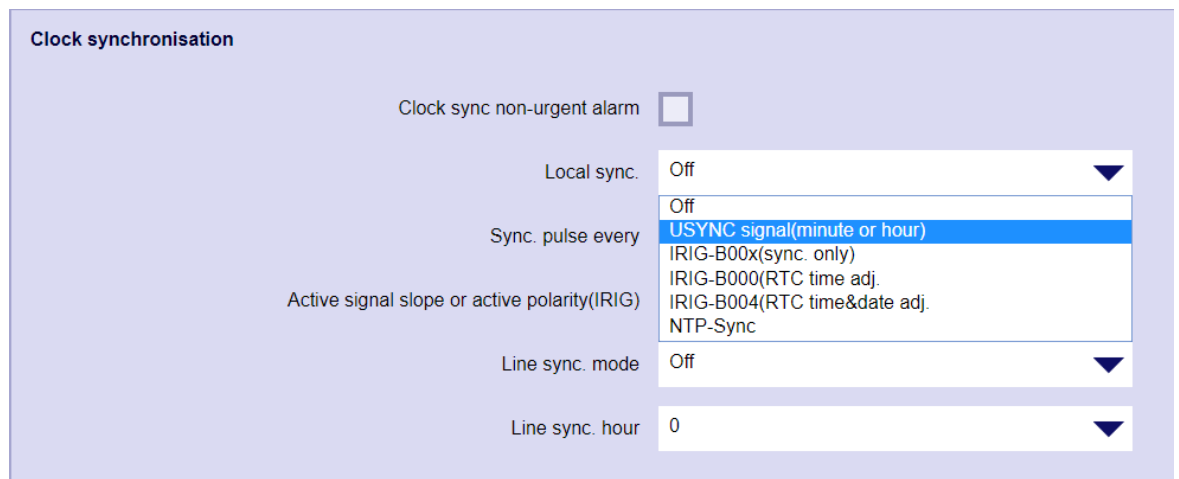 Clock synchronisation
Clock sync non-urgent alarm
Local sync. Off
Off
USYNC signal(minute or hour)
Sync. pulse every
IRIG-B00x(sync. only)
IRIG-B000(RTC time adj.
Active signal slope or active polarity(IRIG)
IRIG-B004(RTC time&date adj.
NTP-Sync
Line sync. mode Off
Line sync. hour 0